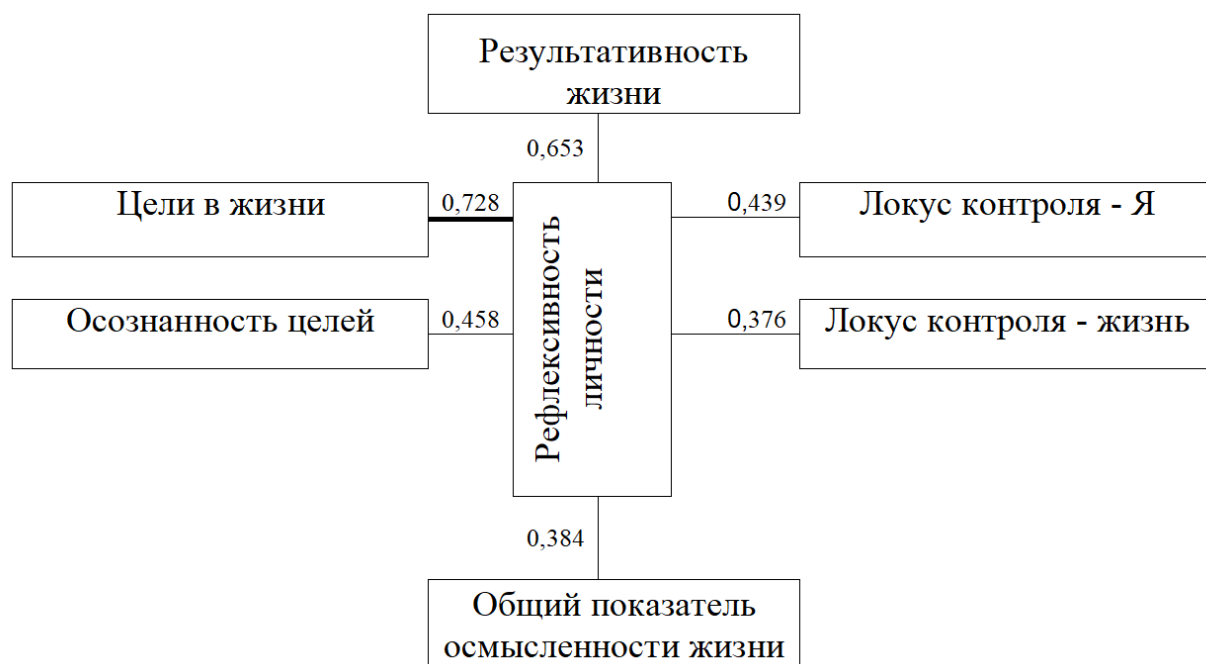 Результативность
жизни
0,653
Цели в жизни
0,728
0,439
Локус контроля - Я
Рефлексивность
личности
Осознанность целей
0,458
0,376
Локус контроля - жизнь
0,384
Общий показатель
осмысленности жизни